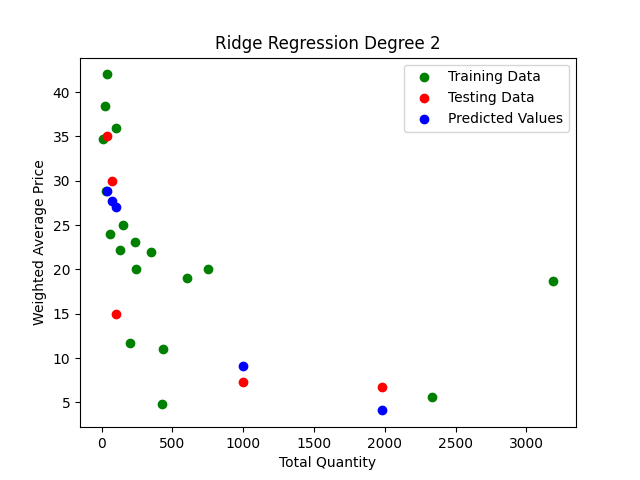 Ridge Regression Degree 2
Training Data
Testing Data
Predicted Values
40
35
30
25
20
15
10
5
Weighted Average Price
0 500 1000 1500 2000 2500 3000
Total Quantity